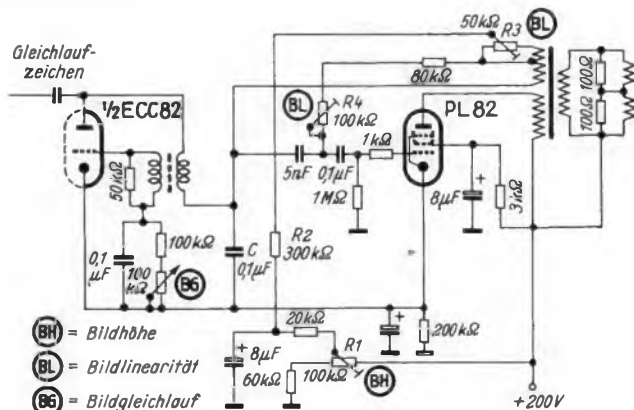 50kΩ
R3
BL
Gleichlauf-
zeichen
½ECC82
80kΩ
BL
R4
100kΩ
PL 82
100Ω
100Ω
1kΩ
50kΩ
5nF
0,1μF
1MΩ
+
8μF
3kΩ
0,1
μF
100kΩ
100
kΩ
BG
C
0,1μF
R2
300kΩ
BH = Bildhöhe
BL = Bildlinearität
BG = Bildgleichlauf
+
8μF
20kΩ
R1
60kΩ
100kΩ
BH
+
200kΩ
+200V